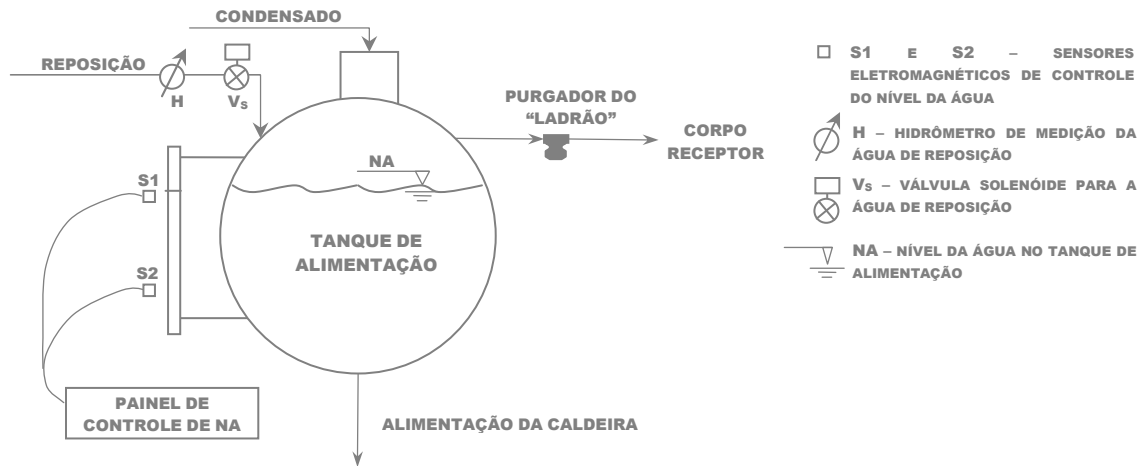 CONDENSADO
REPOSIÇÃO
H
VS
PURGADOR DO
“LADRÃO”
CORPO
RECEPTOR
NA
S1
TANQUE DE
ALIMENTAÇÃO
S2
PAINEL DE
CONTROLE DE NA
ALIMENTAÇÃO DA CALDEIRA
S1 E S2 – SENSORES
ELETROMAGNÉTICOS DE CONTROLE
DO NÍVEL DA ÁGUA
H – HIDRÔMETRO DE MEDIÇÃO DA
ÁGUA DE REPOSIÇÃO
VS – VÁLVULA SOLENÓIDE PARA A
ÁGUA DE REPOSIÇÃO
NA – NÍVEL DA ÁGUA NO TANQUE DE
ALIMENTAÇÃO